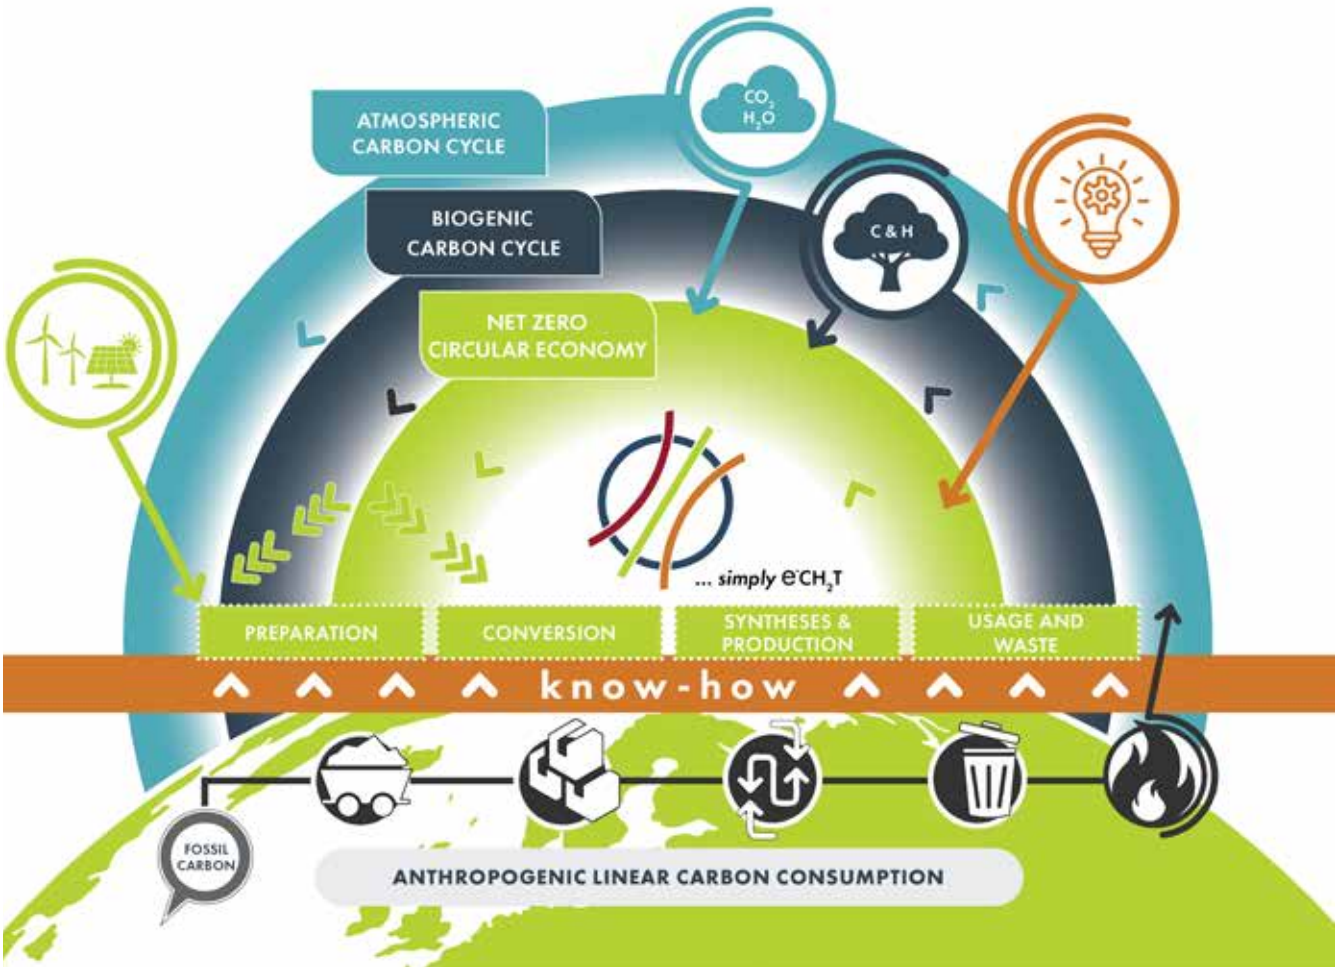 CO₂
H₂O
ATMOSPHERIC
CARBON CYCLE
BIOGENIC
CARBON CYCLE
C & H
NET ZERO
CIRCULAR ECONOMY
... simply e⁻CH₂T
PREPARATION
CONVERSION
SYNTHESES &
PRODUCTION
USAGE AND
WASTE
know-how
FOSSIL
CARBON
ANTHROPOGENIC LINEAR CARBON CONSUMPTION